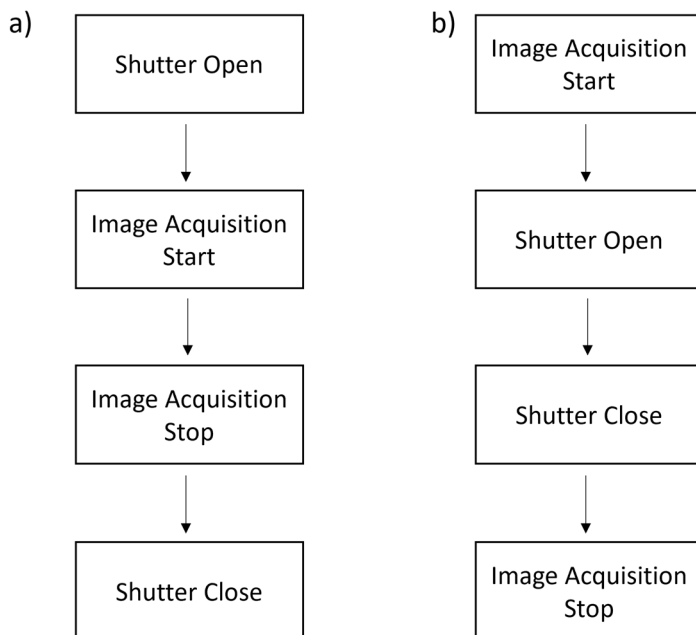 a)
Shutter Open
Image Acquisition
Start
Image Acquisition
Stop
Shutter Close
b)
Image Acquisition
Start
Shutter Open
Shutter Close
Image Acquisition
Stop